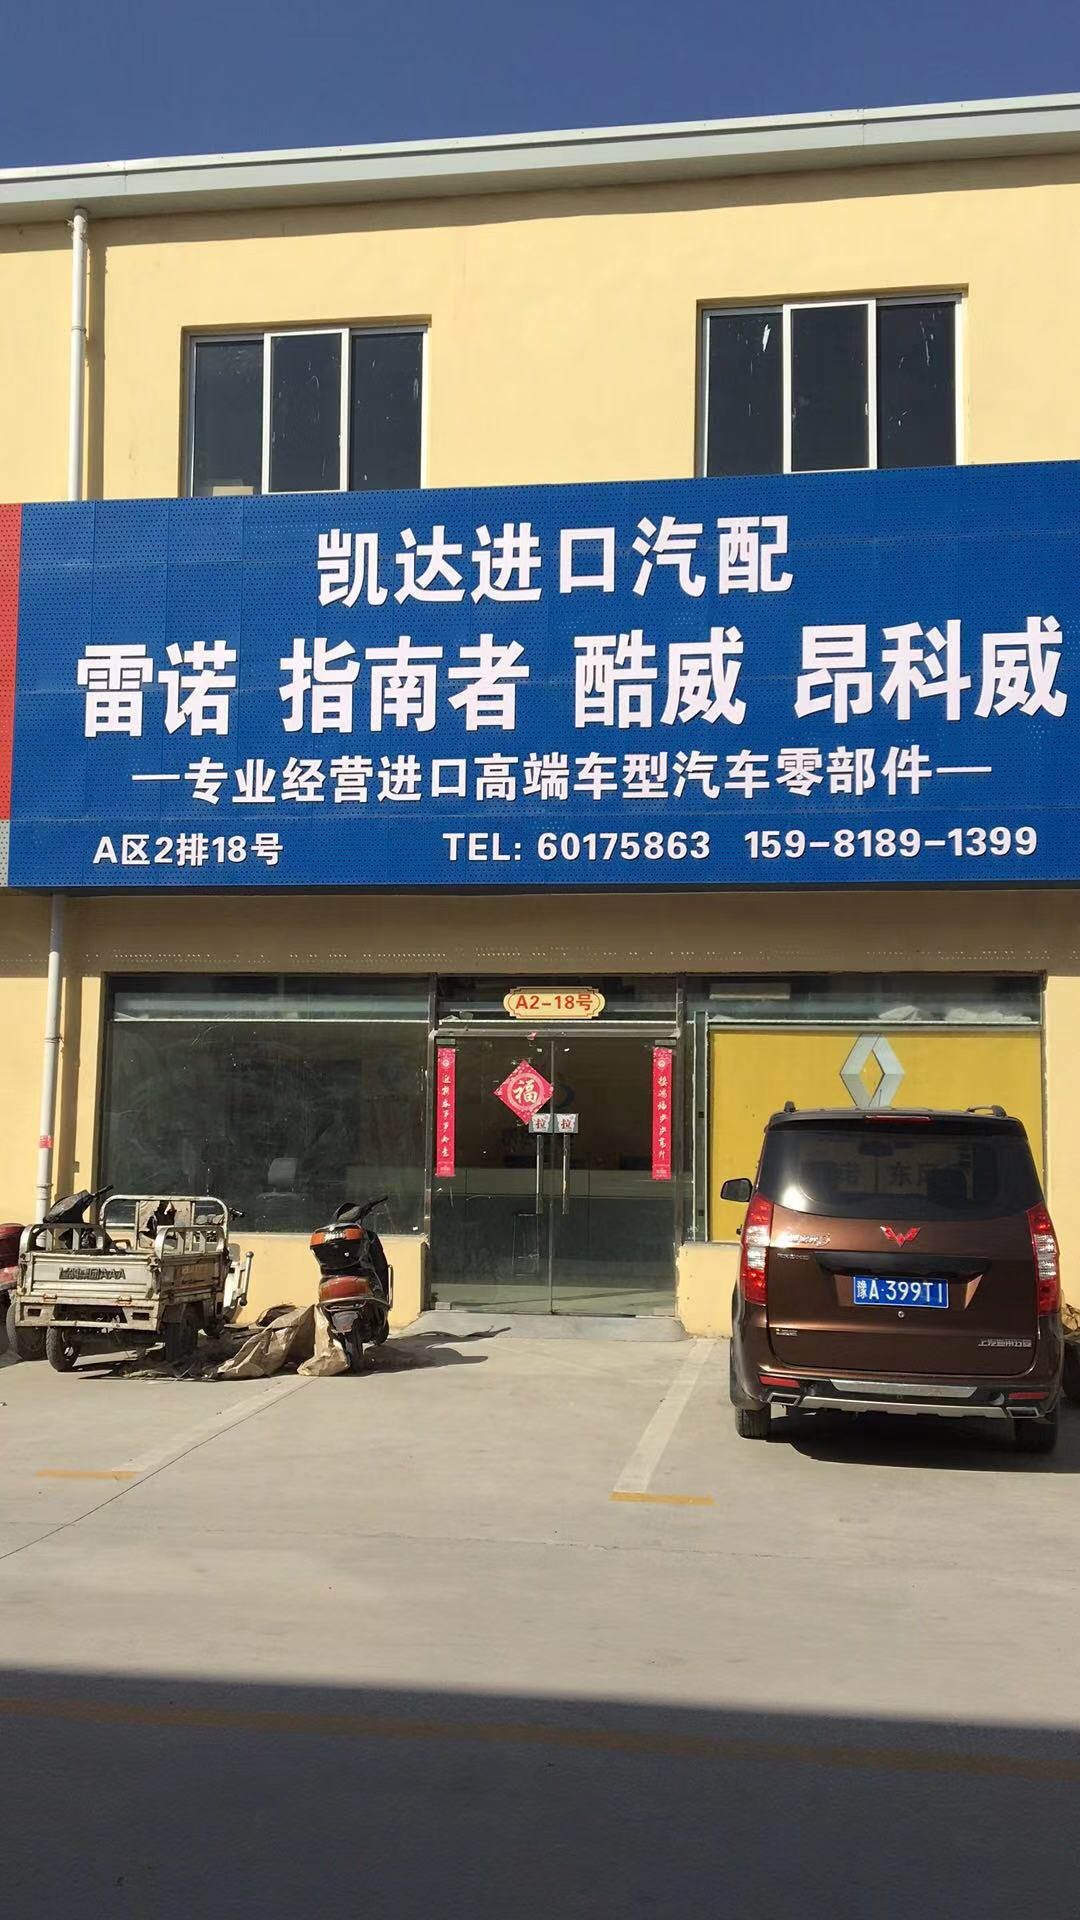 凯达进口汽配
雷诺 指南者 酷威 昂科威
—专业经营进口高端车型汽车零部件—
A区2排18号 TEL: 60175863 159-8189-1399
A2-18号
福
拉 拉
豫A·399T1